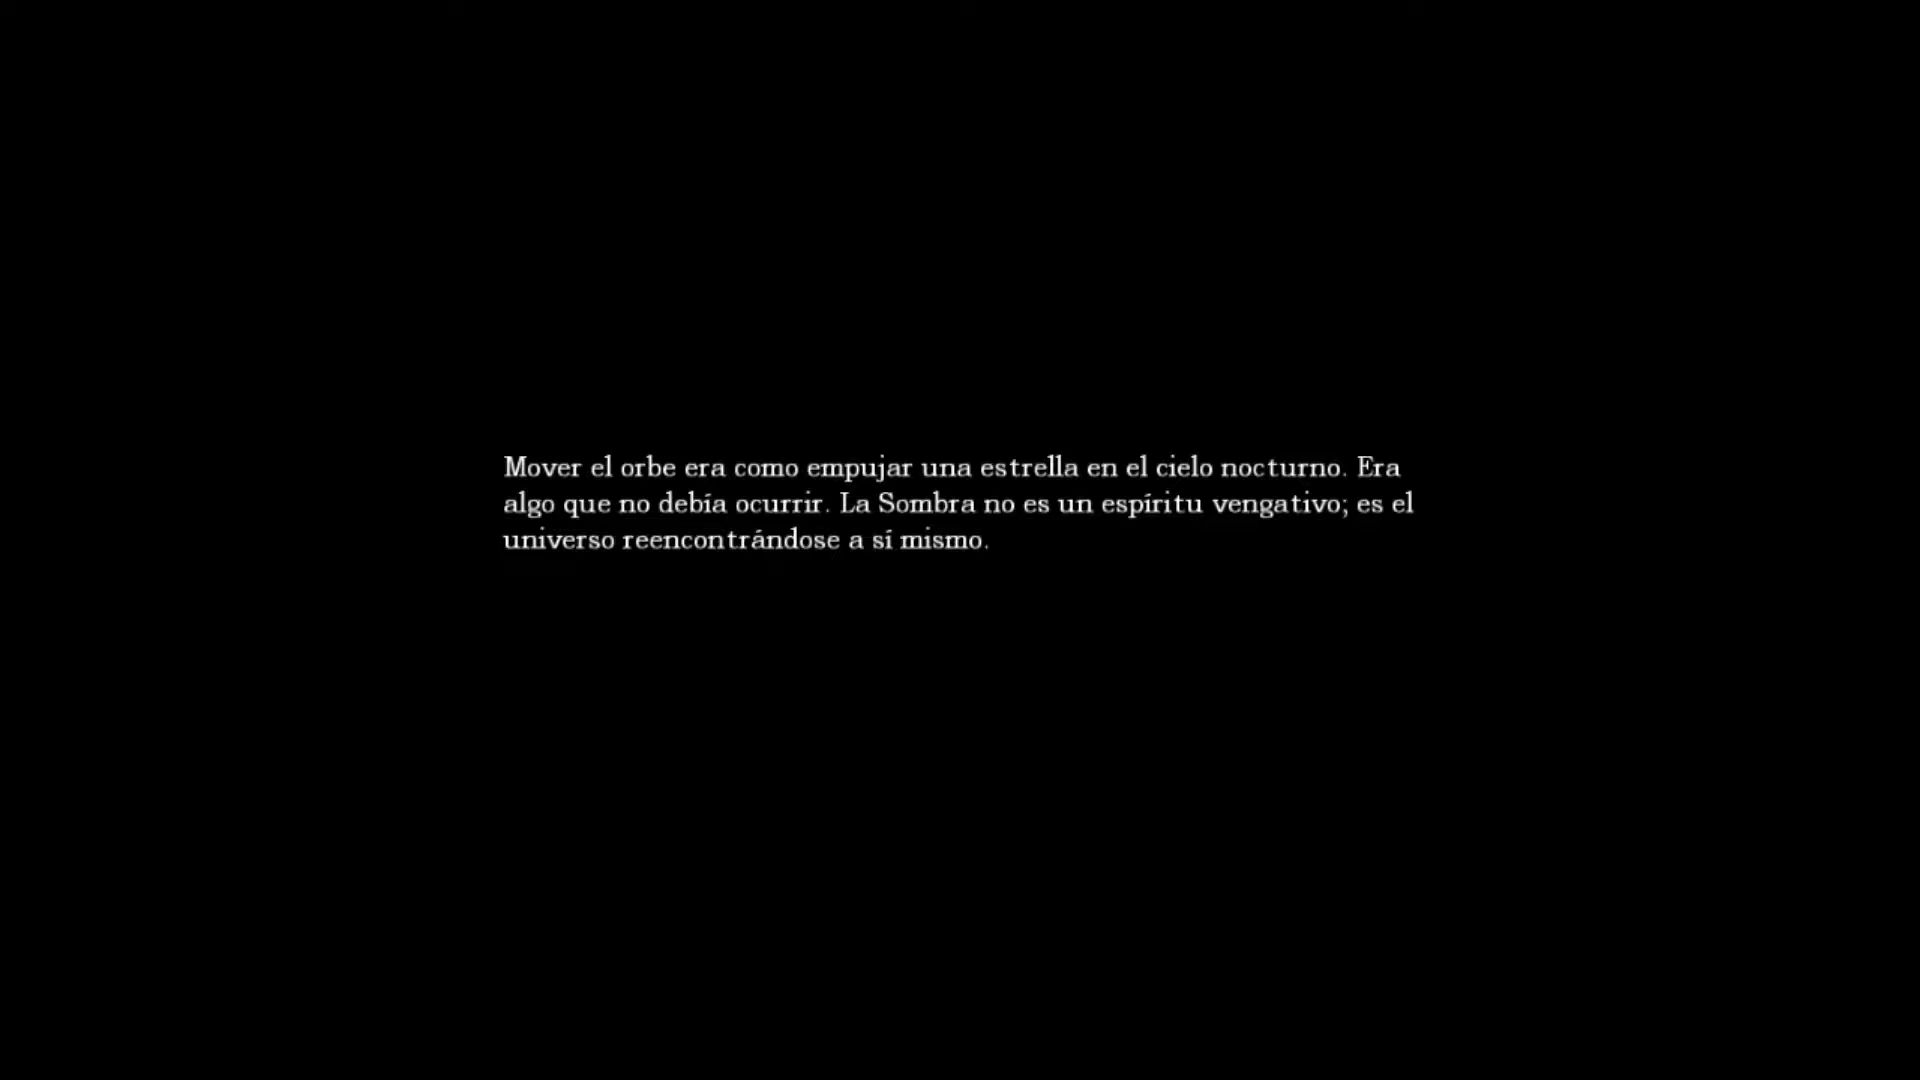 Mover el orbe era como empujar una estrella en el cielo nocturno. Era
algo que no debía ocurrir. La Sombra no es un espíritu vengativo; es el
universo reencontrándose a sí mismo.